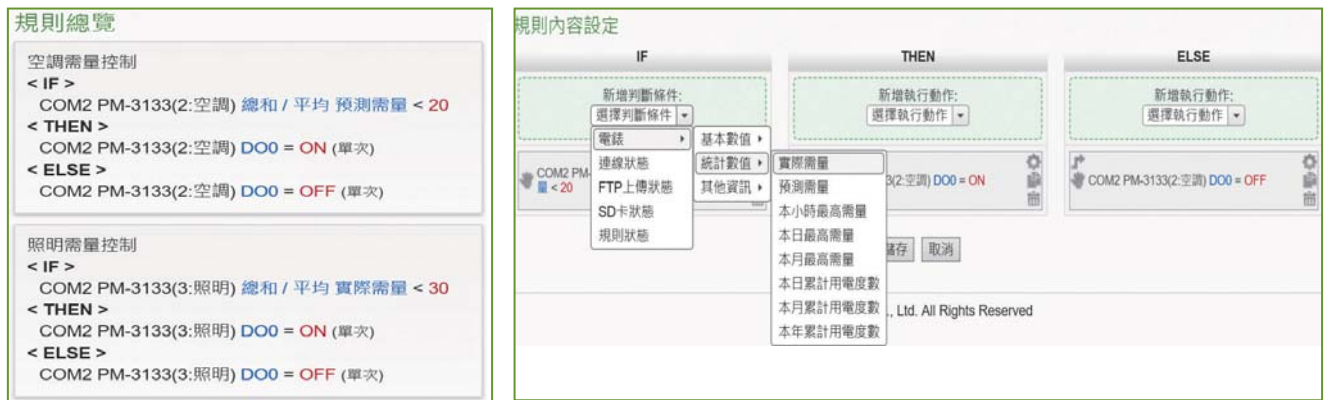 規則總覽
空調需量控制
< IF >
COM2 PM-3133(2:空調) 總和 / 平均 預測需量 < 20
< THEN >
COM2 PM-3133(2:空調) DO0 = ON (單次)
< ELSE >
COM2 PM-3133(2:空調) DO0 = OFF (單次)
照明需量控制
< IF >
COM2 PM-3133(3:照明) 總和 / 平均 實際需量 < 30
< THEN >
COM2 PM-3133(3:照明) DO0 = ON (單次)
< ELSE >
COM2 PM-3133(3:照明) DO0 = OFF (單次)
規則內容設定
IF
THEN
ELSE
新增判斷條件:
選擇判斷條件
新增執行動作:
選擇執行動作
新增執行動作:
選擇執行動作
電錶
連線狀態
FTP上傳狀態
SD卡狀態
規則狀態
基本數值
統計數值
其他資訊
實際需量
預測需量
本小時最高需量
本日最高需量
本月最高需量
本日累計用電度數
本月累計用電度數
本年累計用電度數
COM2 PM-
量 < 20
3(2:空調) DO0 = ON
COM2 PM-3133(2:空調) DO0 = OFF
儲存 取消
., Ltd. All Rights Reserved